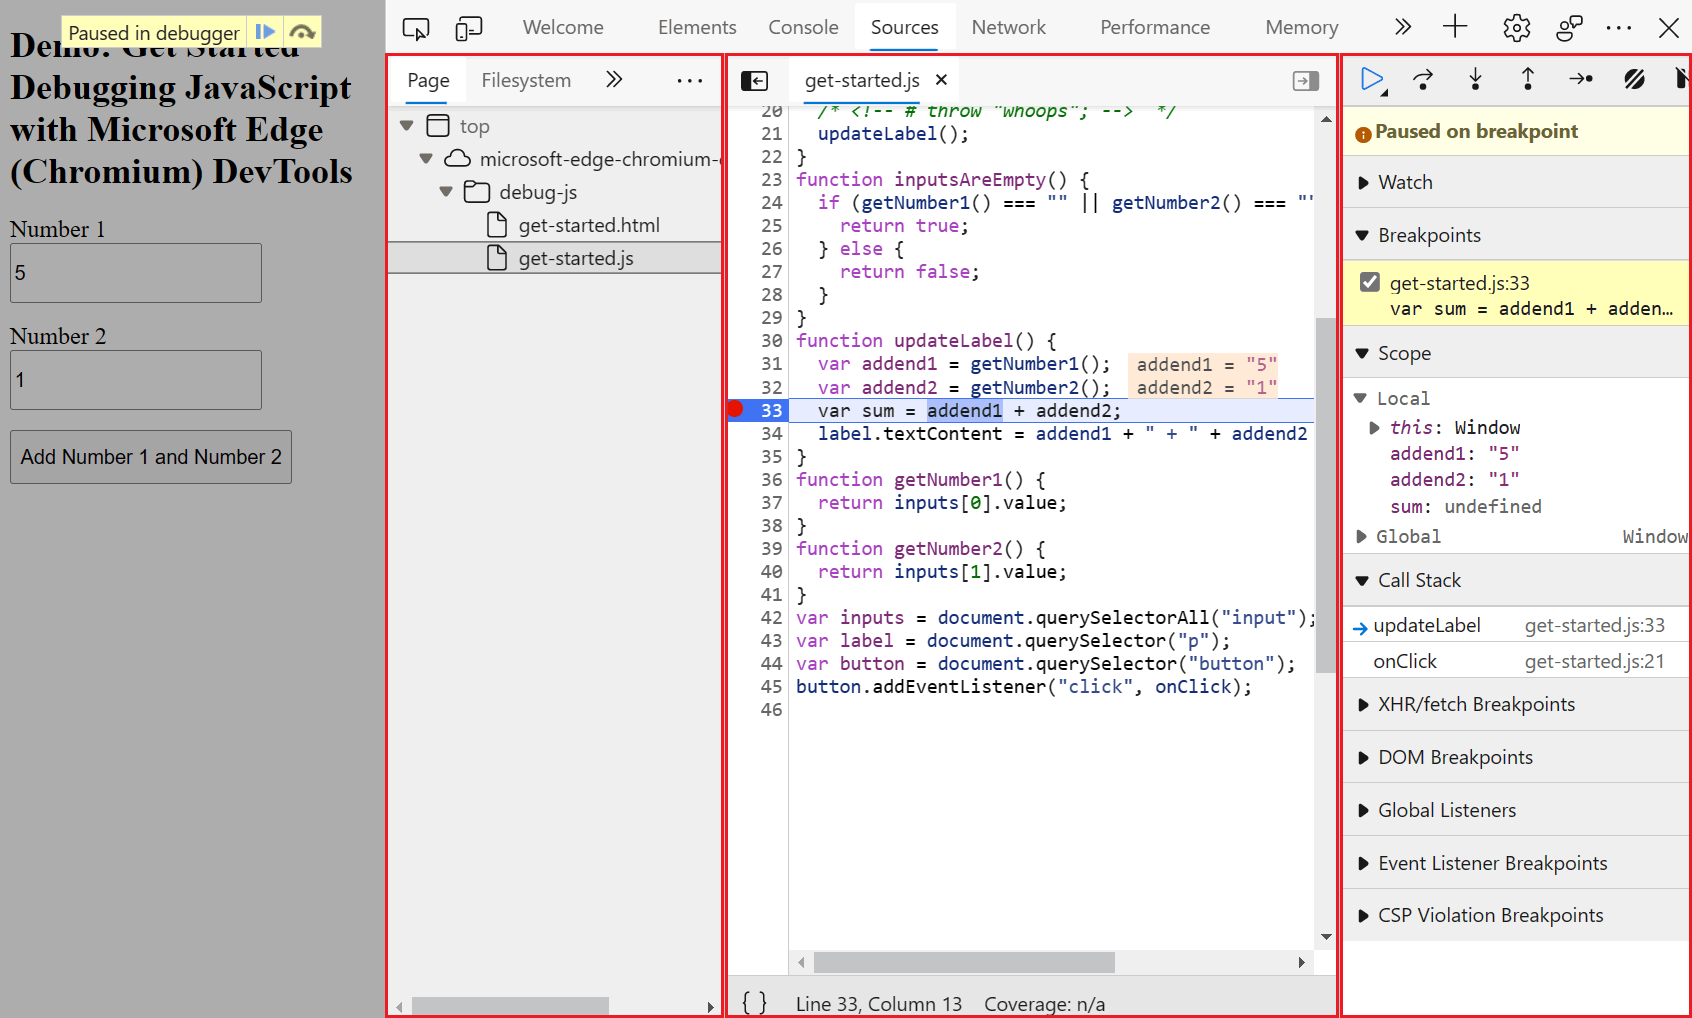 Paused in debugger
Demo: Get Started
Debugging JavaScript
with Microsoft Edge
(Chromium) DevTools
Number 1
5
Number 2
1
Add Number 1 and Number 2
Welcome Elements Console Sources Network Performance Memory
Page Filesystem
top
microsoft-edge-chromium-
debug-js
get-started.html
get-started.js
get-started.js
20 /* <!-- # throw "whoops"; --> */
21 updateLabel();
22 }
23 function inputsAreEmpty() {
24 if (getNumber1() === "" || getNumber2() === "'
25 return true;
26 } else {
27 return false;
28 }
29 }
30 function updateLabel() {
31 var addend1 = getNumber1(); addend1 = "5"
32 var addend2 = getNumber2(); addend2 = "1"
33 var sum = addend1 + addend2;
34 label.textContent = addend1 + " + " + addend2
35 }
36 function getNumber1() {
37 return inputs[0].value;
38 }
39 function getNumber2() {
40 return inputs[1].value;
41 }
42 var inputs = document.querySelectorAll("input");
43 var label = document.querySelector("p");
44 var button = document.querySelector("button");
45 button.addEventListener("click", onClick);
46
{ } Line 33, Column 13 Coverage: n/a
Paused on breakpoint
Watch
Breakpoints
get-started.js:33
var sum = addend1 + adden…
Scope
Local
this: Window
addend1: "5"
addend2: "1"
sum: undefined
Global Window
Call Stack
updateLabel get-started.js:33
onClick get-started.js:21
XHR/fetch Breakpoints
DOM Breakpoints
Global Listeners
Event Listener Breakpoints
CSP Violation Breakpoints